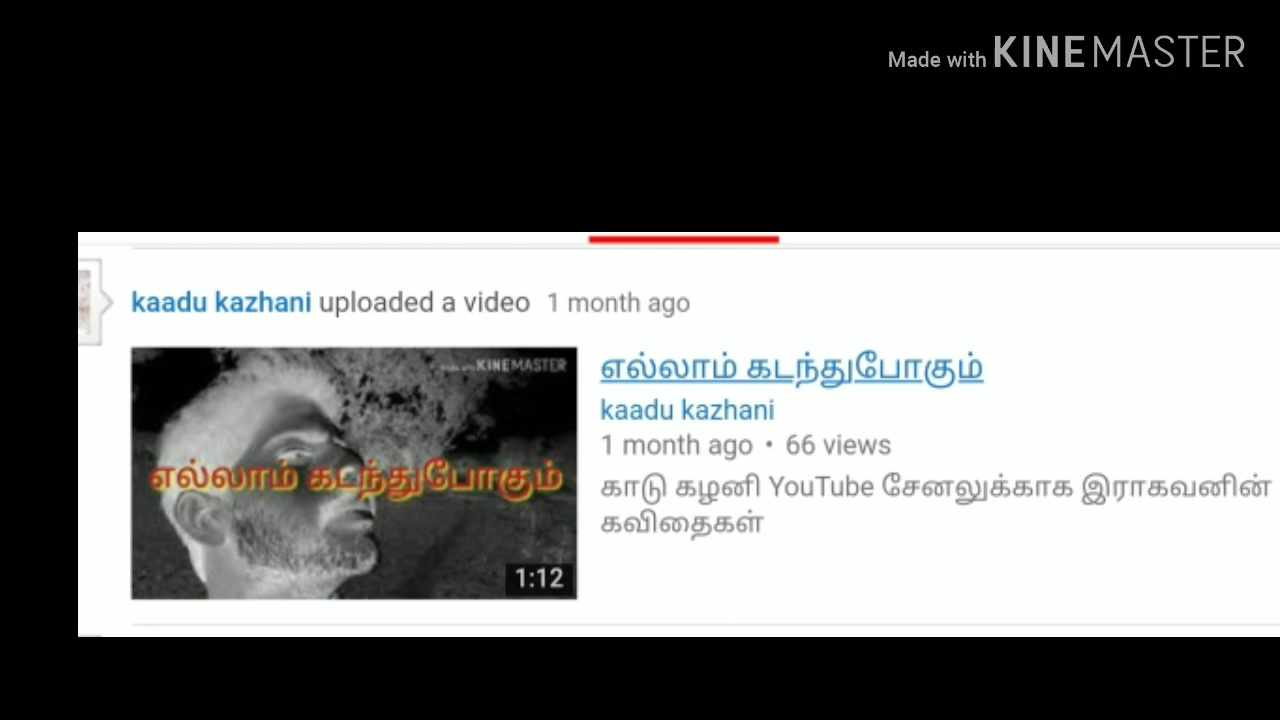 Made with KINEMASTER
kaadu kazhani uploaded a video 1 month ago
எல்லாம் கடந்துபோகும்
kaadu kazhani
1 month ago • 66 views
காடு கழனி YouTube சேனலுக்காக இராகவனின்
கவிதைகள்
Made with KINEMASTER
எல்லாம் கடந்துபோகும்
1:12